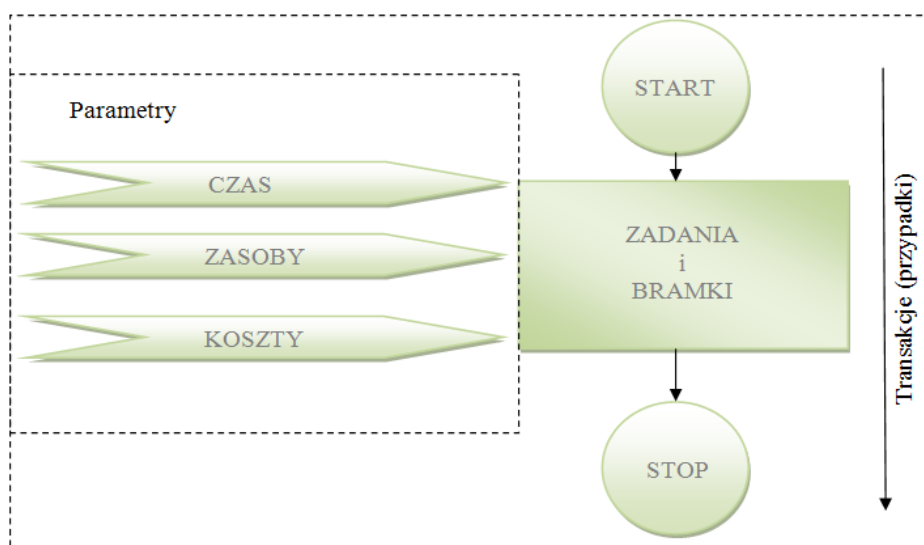 START
Parametry
CZAS
ZASOBY
KOSZTY
ZADANIA
i
BRAMKI
STOP
Transakcje (przypadki)